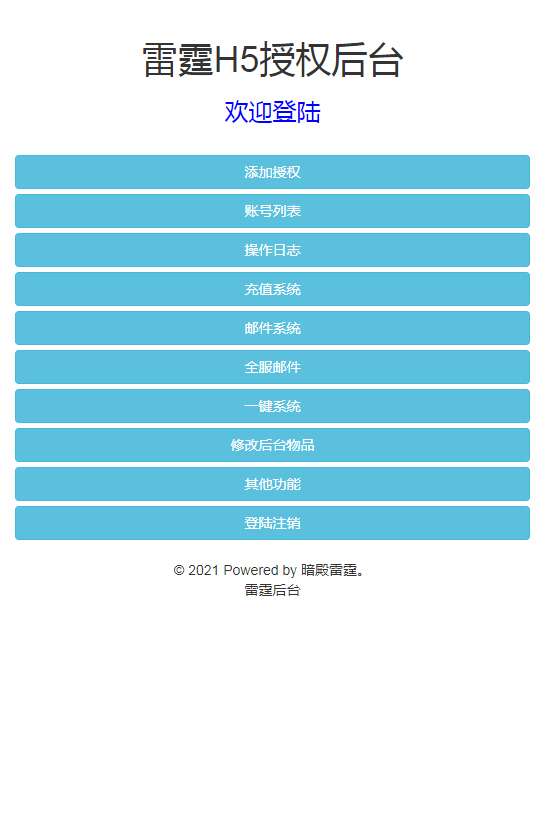 雷霆H5授权后台
欢迎登陆
添加授权
账号列表
操作日志
充值系统
邮件系统
全服邮件
一键系统
修改后台物品
其他功能
登陆注销
© 2021 Powered by 暗殿雷霆。
雷霆后台